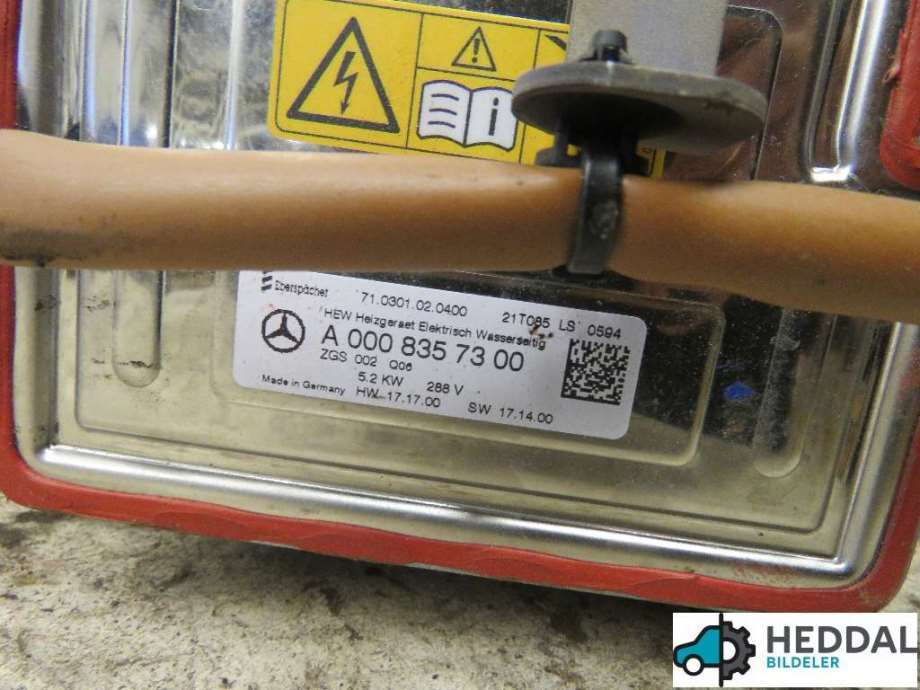 Eberspächer 71.0301.02.0400 21T085 LS 0594
HEW Heizgeraet Elektrisch Wasserseitig
A 000 835 73 00
ZGS 002 Q06
5.2 KW 288 V
Made in Germany HW 17.17.00 SW 17.14.00
HEDDAL
BILDELER